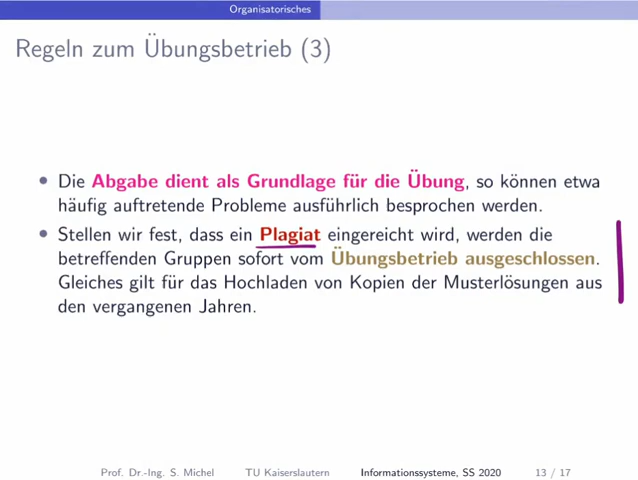 Organisatorisches
Regeln zum Übungsbetrieb (3)
• Die Abgabe dient als Grundlage für die Übung, so können etwa
häufig auftretende Probleme ausführlich besprochen werden.
• Stellen wir fest, dass ein Plagiat eingereicht wird, werden die
betreffenden Gruppen sofort vom Übungsbetrieb ausgeschlossen.
Gleiches gilt für das Hochladen von Kopien der Musterlösungen aus
den vergangenen Jahren.
Prof. Dr.-Ing. S. Michel TU Kaiserslautern Informationssysteme, SS 2020 13 / 17